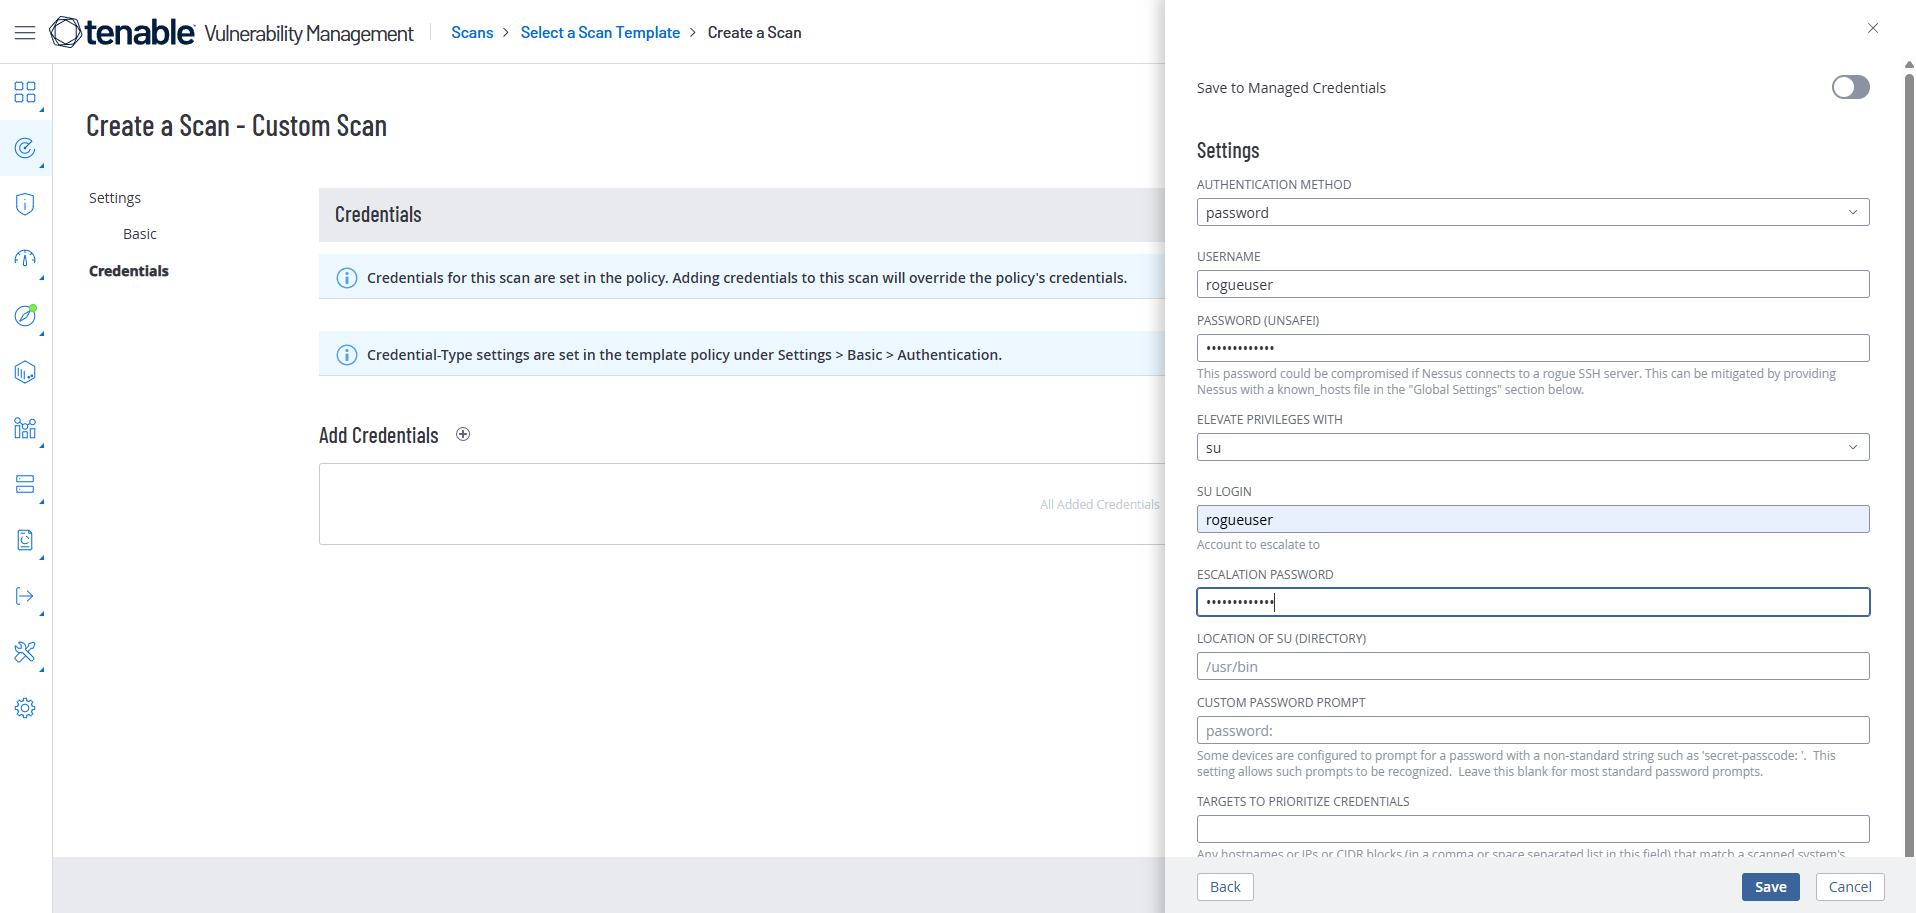 tenable Vulnerability Management
Scans > Select a Scan Template > Create a Scan
Create a Scan - Custom Scan
Settings
Basic
Credentials
Credentials
Credentials for this scan are set in the policy. Adding credentials to this scan will override the policy's credentials.
Credential-Type settings are set in the template policy under Settings > Basic > Authentication.
Add Credentials
All Added Credentials
Save to Managed Credentials
Settings
AUTHENTICATION METHOD
password
USERNAME
rogueuser
PASSWORD (UNSAFE!)
•••••••••••••
This password could be compromised if Nessus connects to a rogue SSH server. This can be mitigated by providing
Nessus with a known_hosts file in the "Global Settings" section below.
ELEVATE PRIVILEGES WITH
su
SU LOGIN
rogueuser
Account to escalate to
ESCALATION PASSWORD
•••••••••••••
LOCATION OF SU (DIRECTORY)
/usr/bin
CUSTOM PASSWORD PROMPT
password:
Some devices are configured to prompt for a password with a non-standard string such as 'secret-passcode: '.  This
setting allows such prompts to be recognized.  Leave this blank for most standard password prompts.
TARGETS TO PRIORITIZE CREDENTIALS
Any hostnames or IPs or CIDR blocks (in a comma or space separated list in this field) that match a scanned system's
Back
Save
Cancel